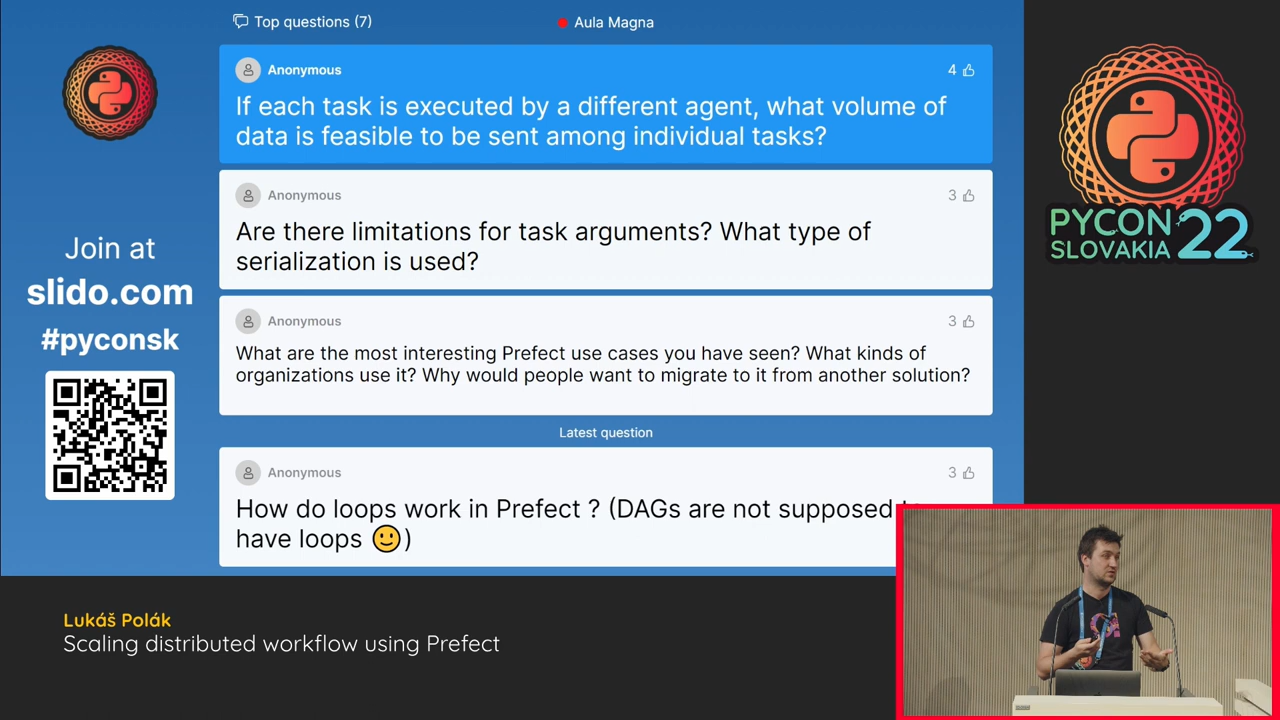 Top questions (7)
Aula Magna
Anonymous
4
If each task is executed by a different agent, what volume of
data is feasible to be sent among individual tasks?
Anonymous
3
Are there limitations for task arguments? What type of
serialization is used?
Anonymous
3
What are the most interesting Prefect use cases you have seen? What kinds of
organizations use it? Why would people want to migrate to it from another solution?
Latest question
Anonymous
3
How do loops work in Prefect ? (DAGs are not supposed
have loops 🙂)
Join at
slido.com
#pyconsk
PYCON
SLOVAKIA
22
Lukáš Polák
Scaling distributed workflow using Prefect